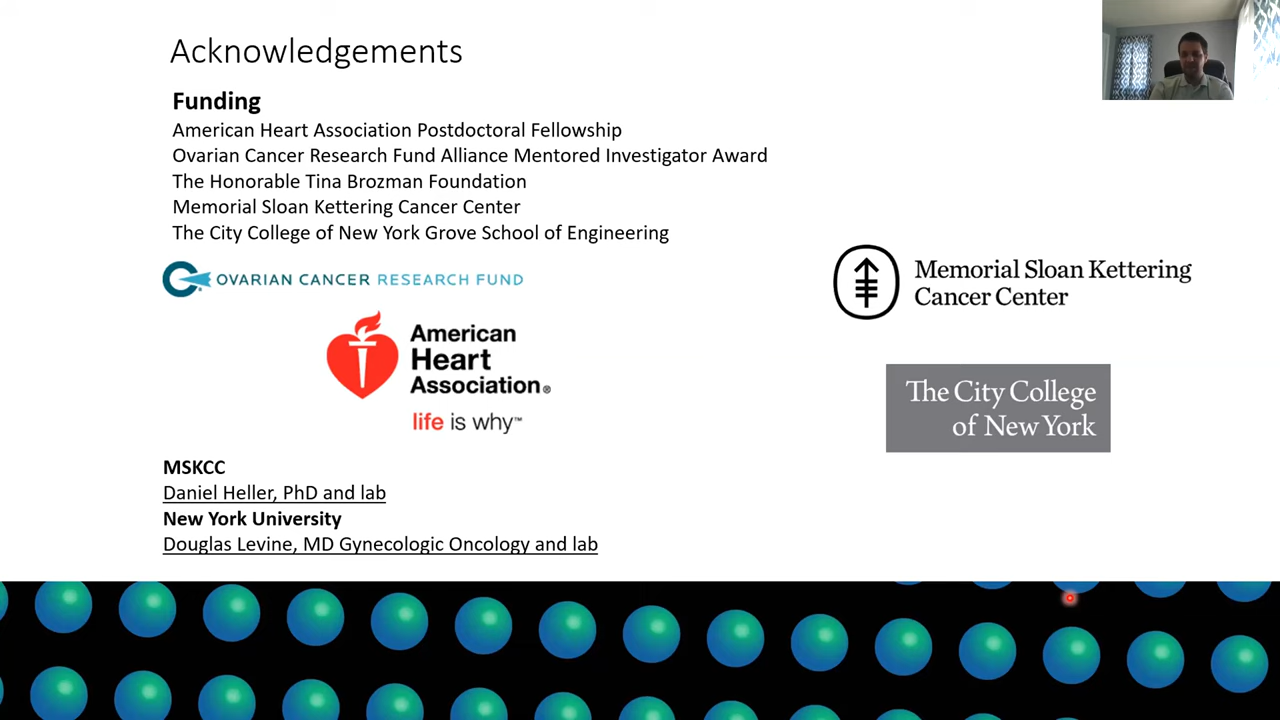 Acknowledgements
Funding
American Heart Association Postdoctoral Fellowship
Ovarian Cancer Research Fund Alliance Mentored Investigator Award
The Honorable Tina Brozman Foundation
Memorial Sloan Kettering Cancer Center
The City College of New York Grove School of Engineering
OVARIAN CANCER RESEARCH FUND
American
Heart
Association®
life is why™
Memorial Sloan Kettering
Cancer Center
The City College
of New York
MSKCC
Daniel Heller, PhD and lab
New York University
Douglas Levine, MD Gynecologic Oncology and lab